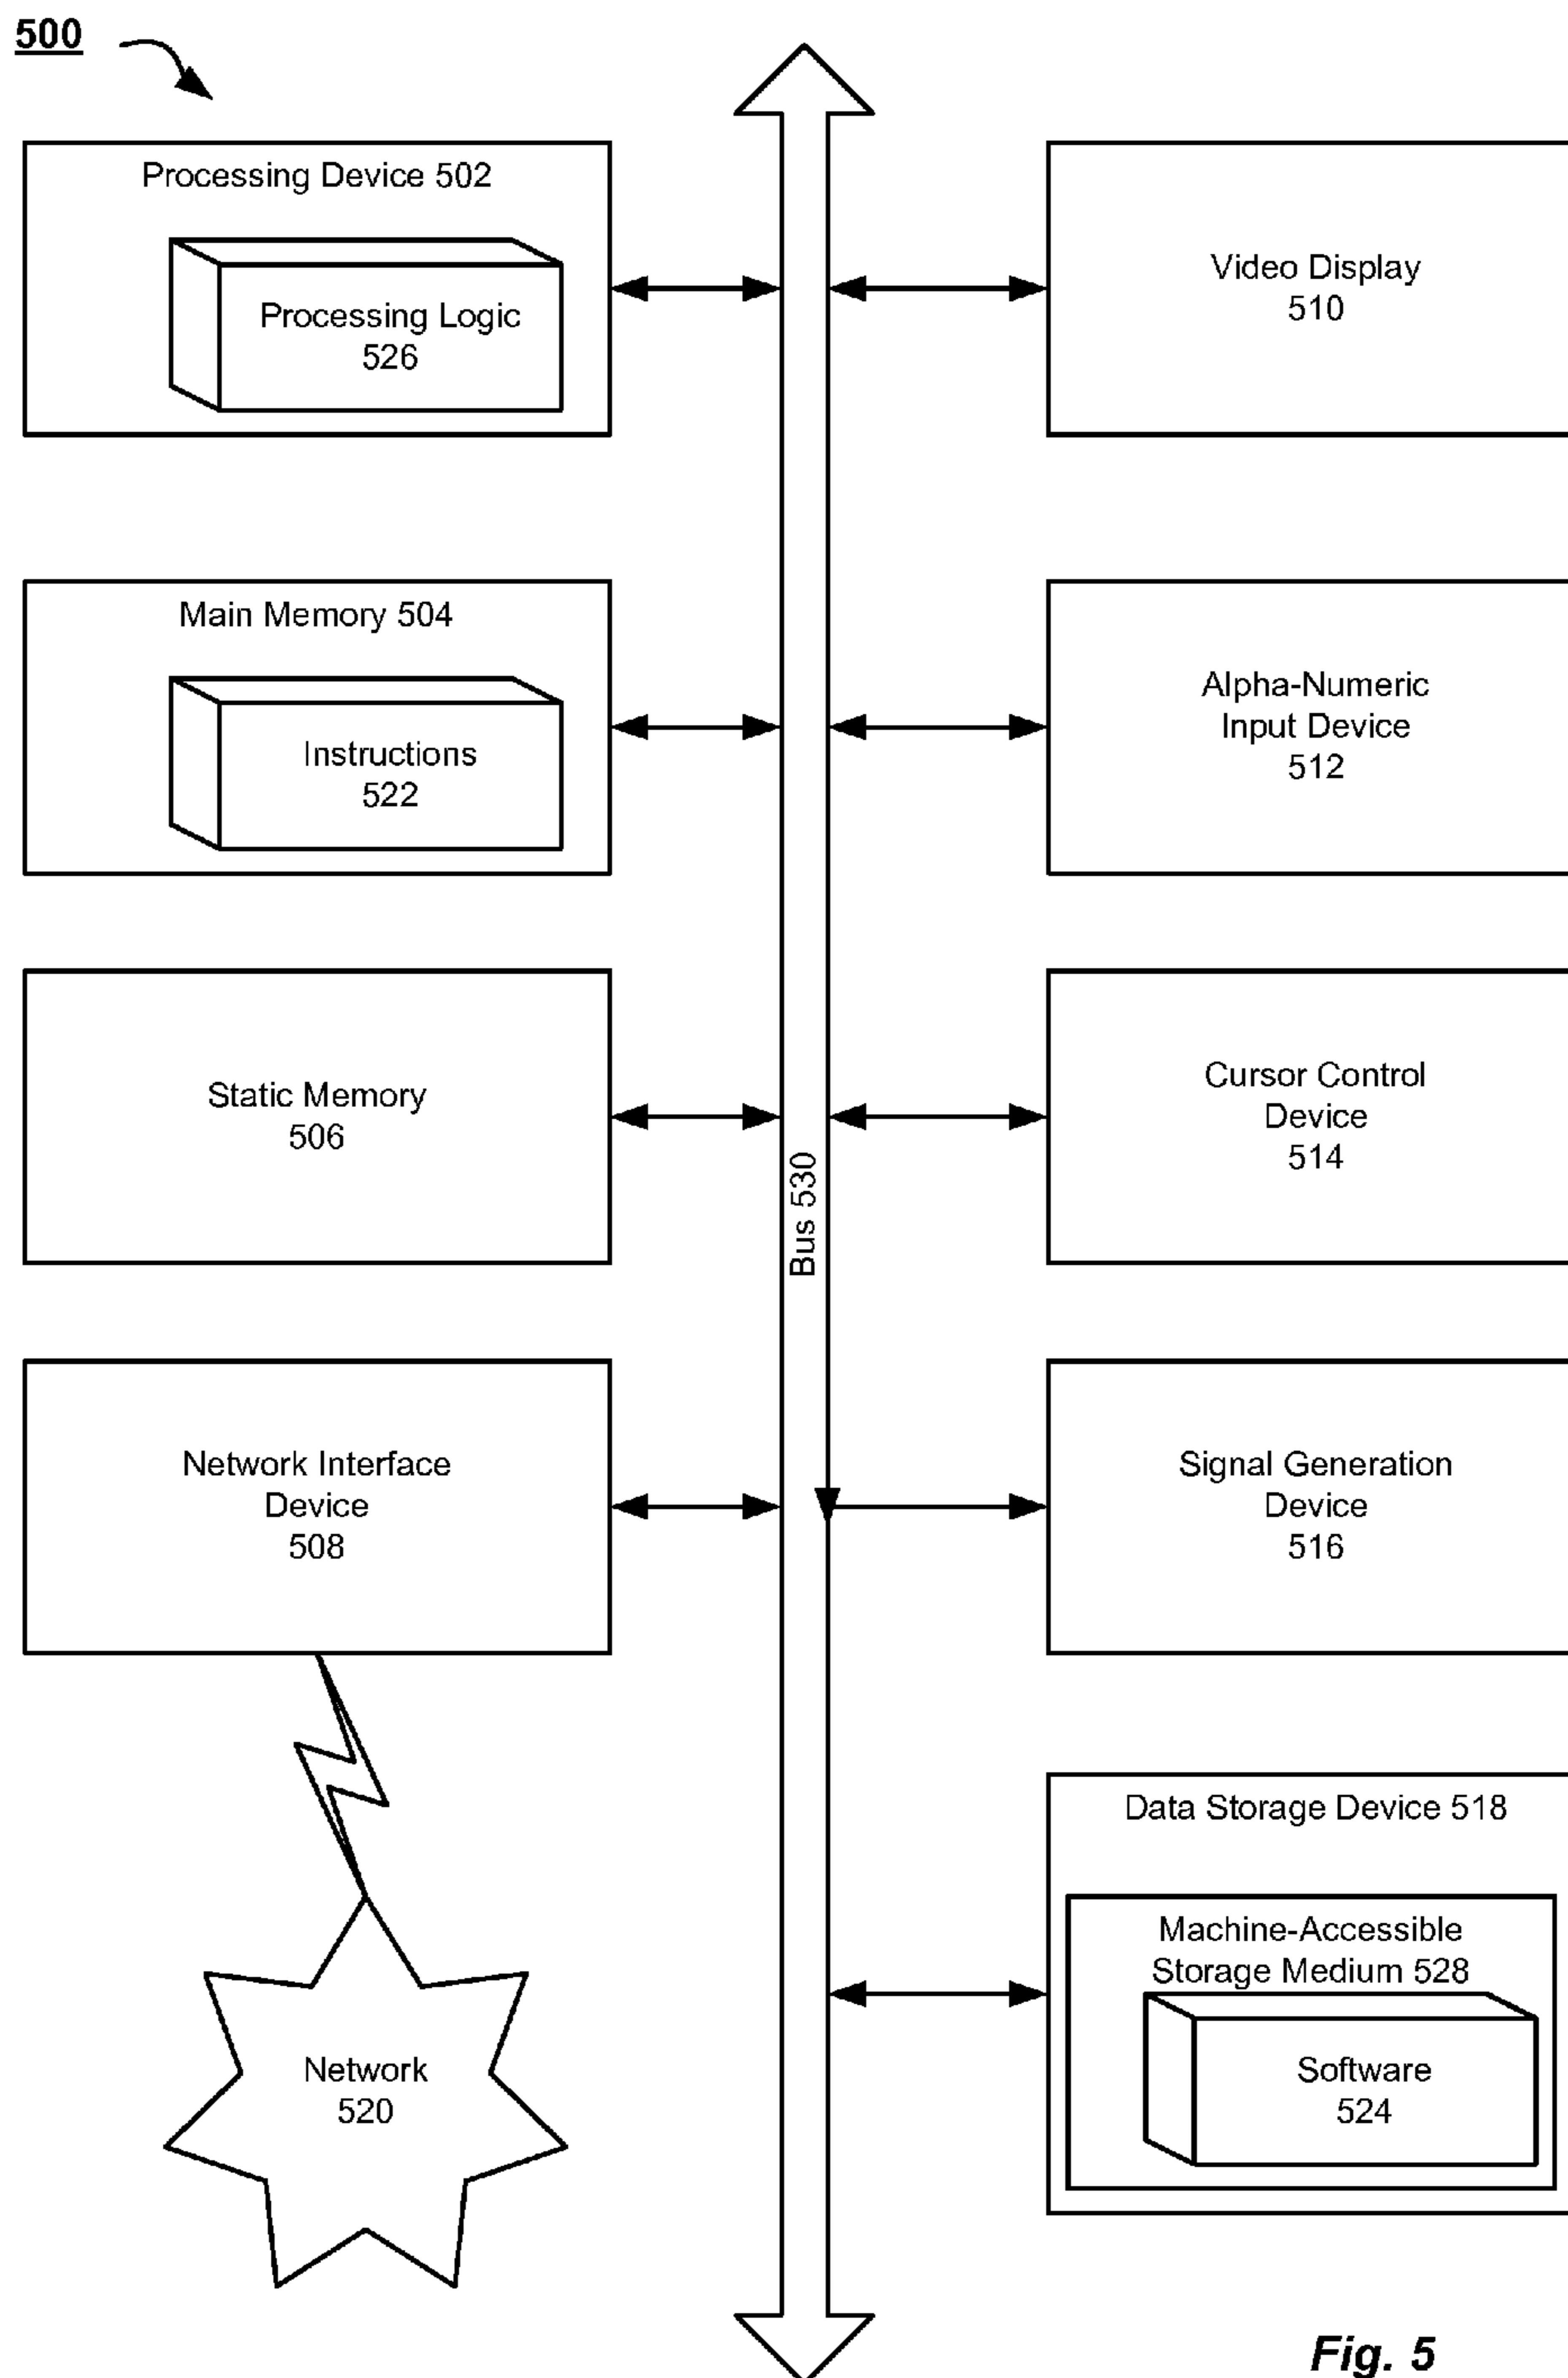 500
Processing Device 502
Processing Logic
526
Video Display
510
Main Memory 504
Instructions
522
Alpha-Numeric
Input Device
512
Static Memory
506
Cursor Control
Device
514
Bus 530
Network Interface
Device
508
Signal Generation
Device
516
Data Storage Device 518
Machine-Accessible
Storage Medium 528
Software
524
Network
520
Fig. 5